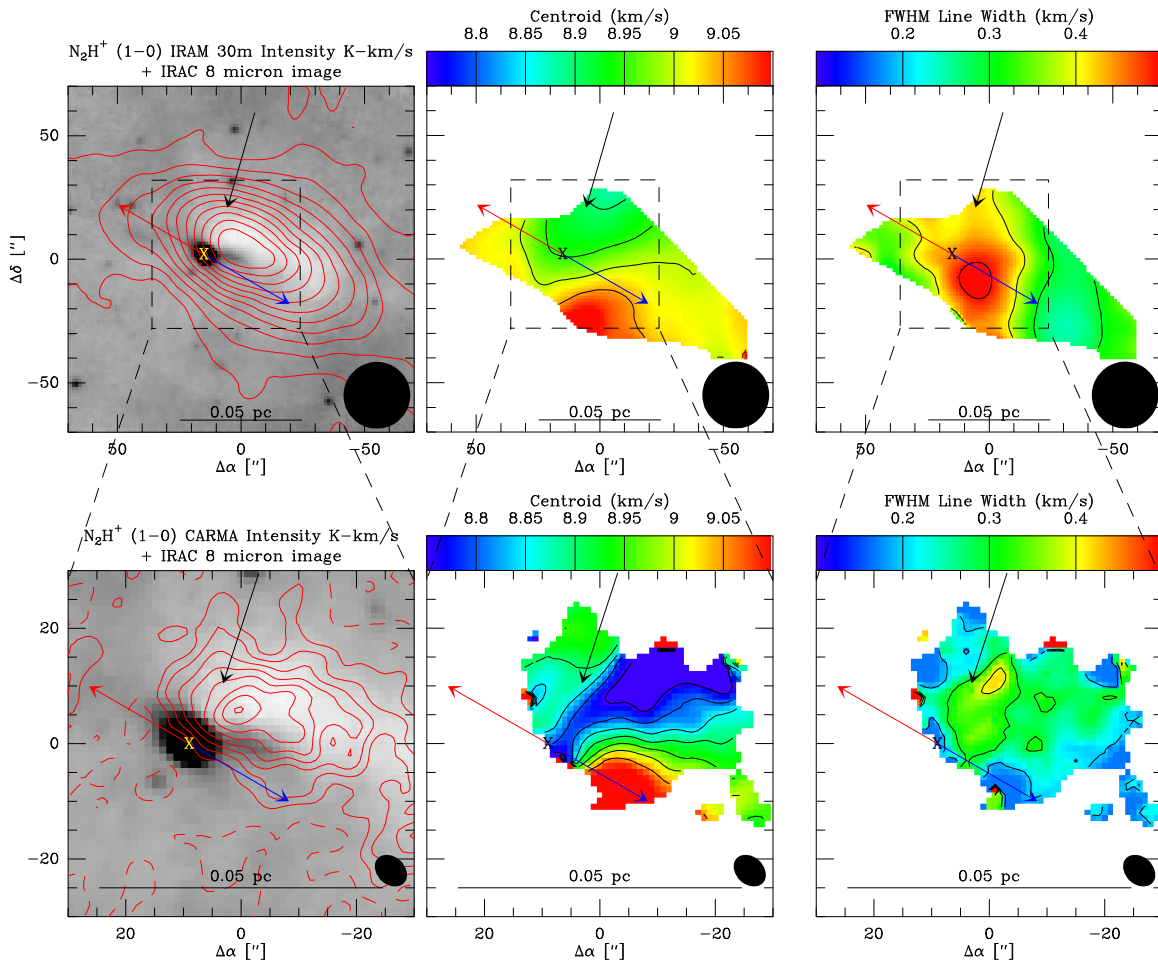 N₂H⁺ (1−0) IRAM 30m Intensity K−km/s
+ IRAC 8 micron image
Centroid (km/s)
8.8 8.85 8.9 8.95 9 9.05
FWHM Line Width (km/s)
0.2 0.3 0.4
50
0
−50
Δδ ["]
X
X
X
0.05 pc
0.05 pc
0.05 pc
50 0 −50
50 0 −50
50 0 −50
Δα ["]
Δα ["]
Δα ["]
N₂H⁺ (1−0) CARMA Intensity K−km/s
+ IRAC 8 micron image
Centroid (km/s)
8.8 8.85 8.9 8.95 9 9.05
FWHM Line Width (km/s)
0.2 0.3 0.4
20
0
−20
X
X
X
0.05 pc
0.05 pc
0.05 pc
20 0 −20
20 0 −20
20 0 −20
Δα ["]
Δα ["]
Δα ["]